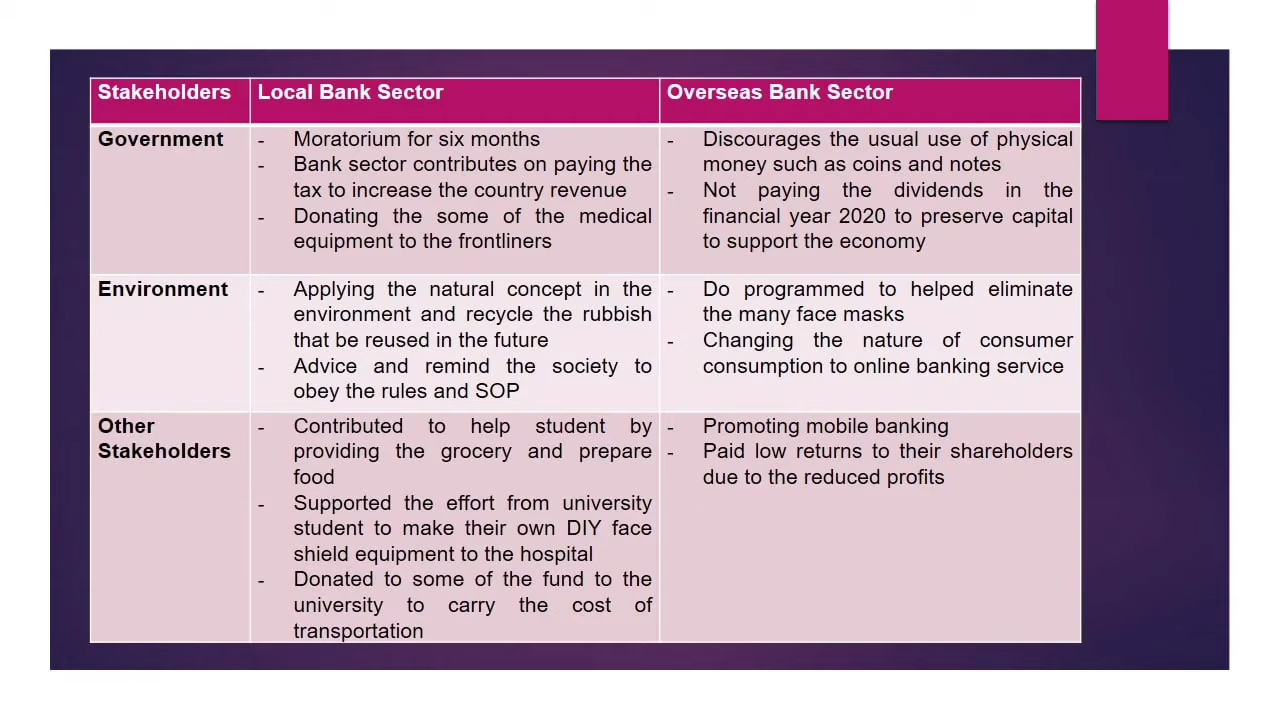 Stakeholders
Local Bank Sector
Overseas Bank Sector
Government
- Moratorium for six months
- Bank sector contributes on paying the
tax to increase the country revenue
- Donating the some of the medical
equipment to the frontliners
- Discourages the usual use of physical
money such as coins and notes
- Not paying the dividends in the
financial year 2020 to preserve capital
to support the economy
Environment
- Applying the natural concept in the
environment and recycle the rubbish
that be reused in the future
- Advice and remind the society to
obey the rules and SOP
- Do programmed to helped eliminate
the many face masks
- Changing the nature of consumer
consumption to online banking service
Other
Stakeholders
- Contributed to help student by
providing the grocery and prepare
food
- Supported the effort from university
student to make their own DIY face
shield equipment to the hospital
- Donated to some of the fund to the
university to carry the cost of
transportation
- Promoting mobile banking
- Paid low returns to their shareholders
due to the reduced profits